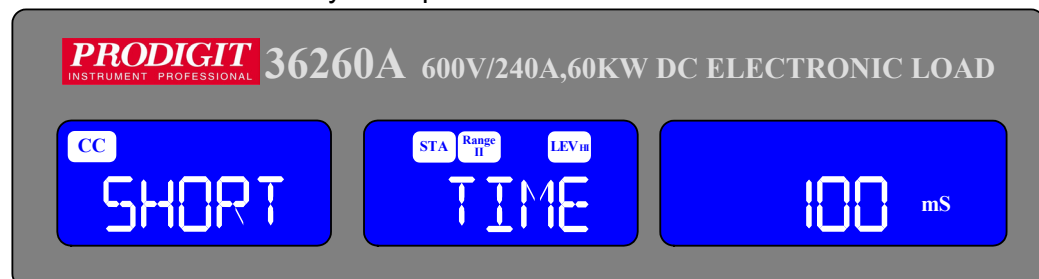 PRODIGIT
INSTRUMENT PROFESSIONAL
36260A 600V/240A,60KW DC ELECTRONIC LOAD
CC
STA Range II LEV HI
SHORT TIME 100 mS